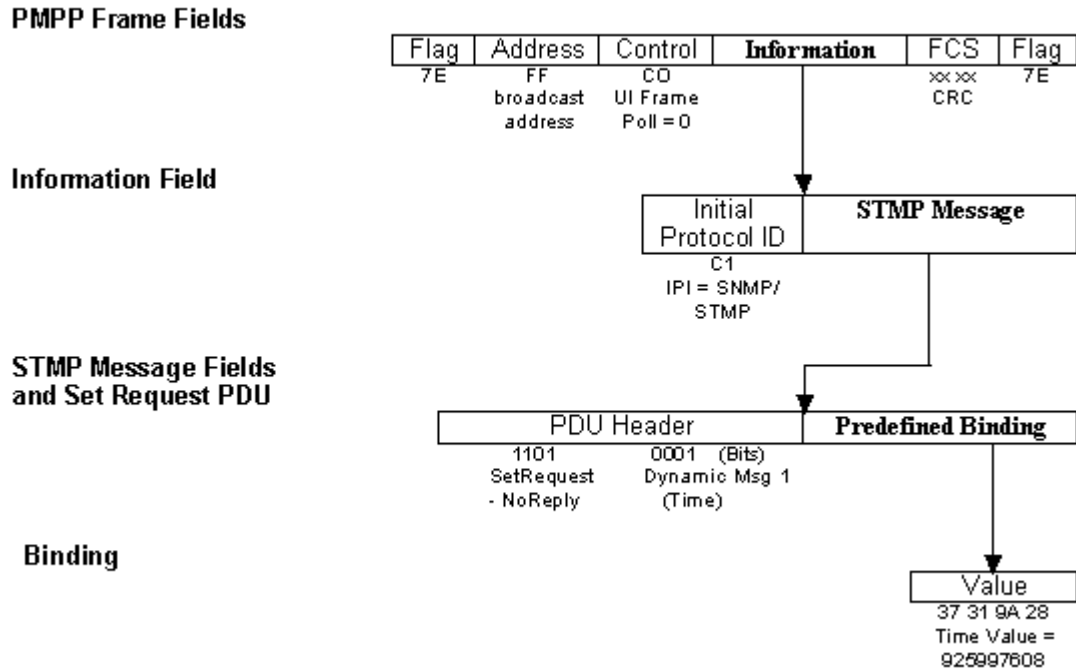 PMPP Frame Fields
Flag Address Control Information FCS Flag
7E FF CO xx xx 7E
broadcast UI Frame CRC
address Poll = 0
Information Field
Initial STMP Message
Protocol ID
C1
IPI = SNMP/
STMP
STMP Message Fields
and Set Request PDU
PDU Header Predefined Binding
1101 0001 (Bits)
SetRequest Dynamic Msg 1
- NoReply (Time)
Binding
Value
37 31 9A 28
Time Value =
925997608